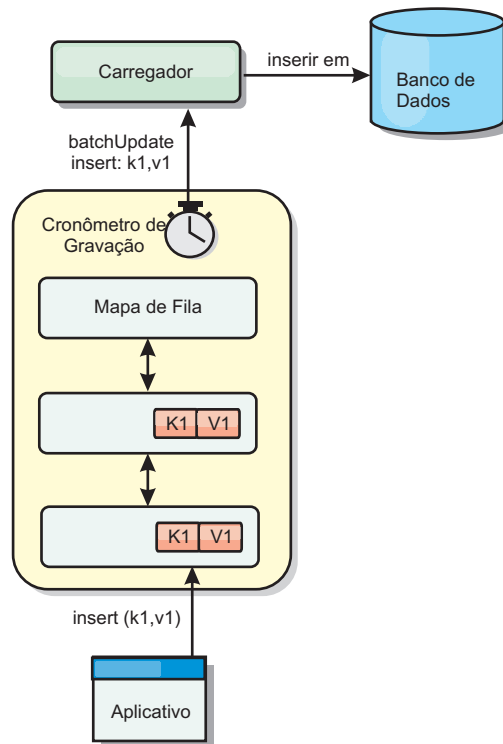 Carregador
inserir em
Banco de
Dados
batchUpdate
insert: k1,v1
Cronômetro de
Gravação
Mapa de Fila
K1 V1
K1 V1
insert (k1,v1)
Aplicativo